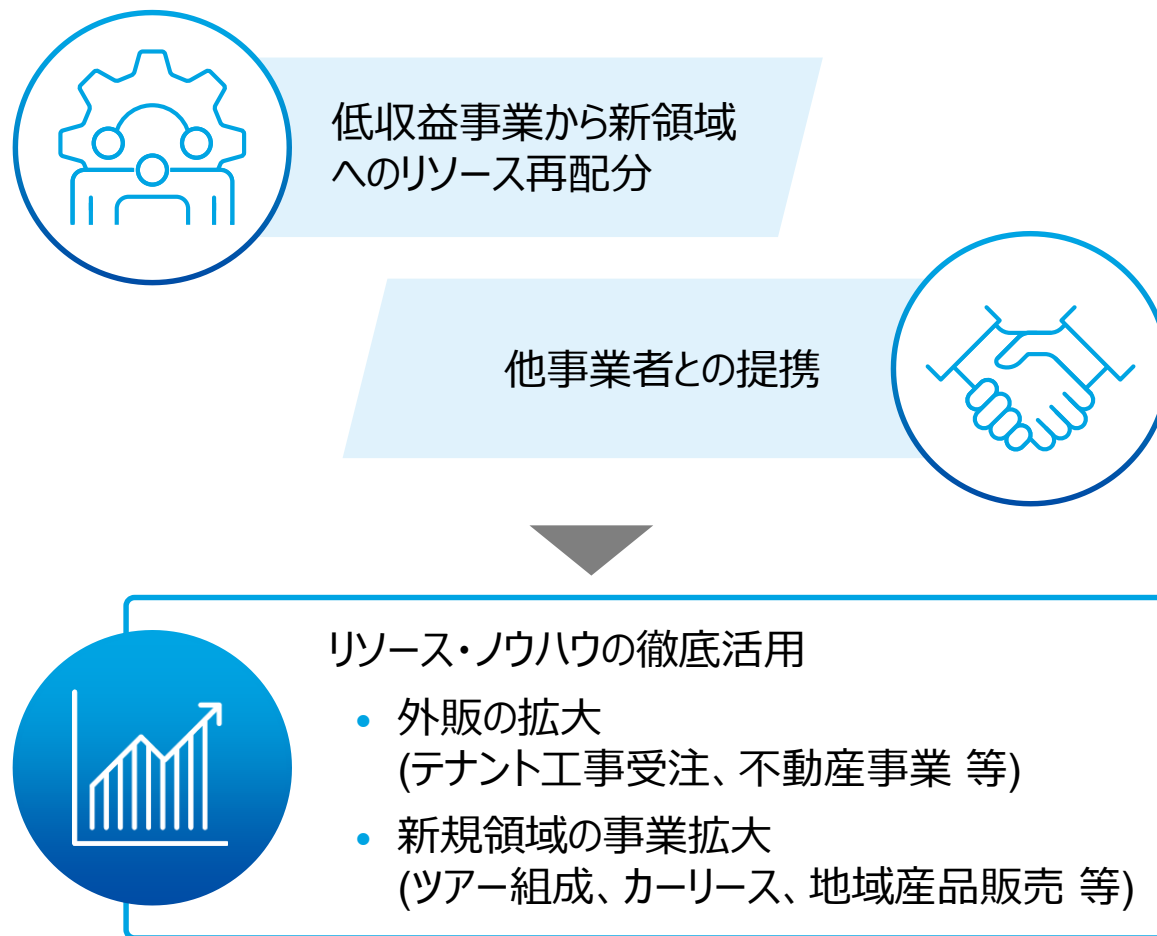 低収益事業から新領域
へのリソース再配分
他事業者との提携
リソース・ノウハウの徹底活用
• 外販の拡大
(テナント工事受注、不動産事業 等)
• 新規領域の事業拡大
(ツアー組成、カーリース、地域産品販売 等)